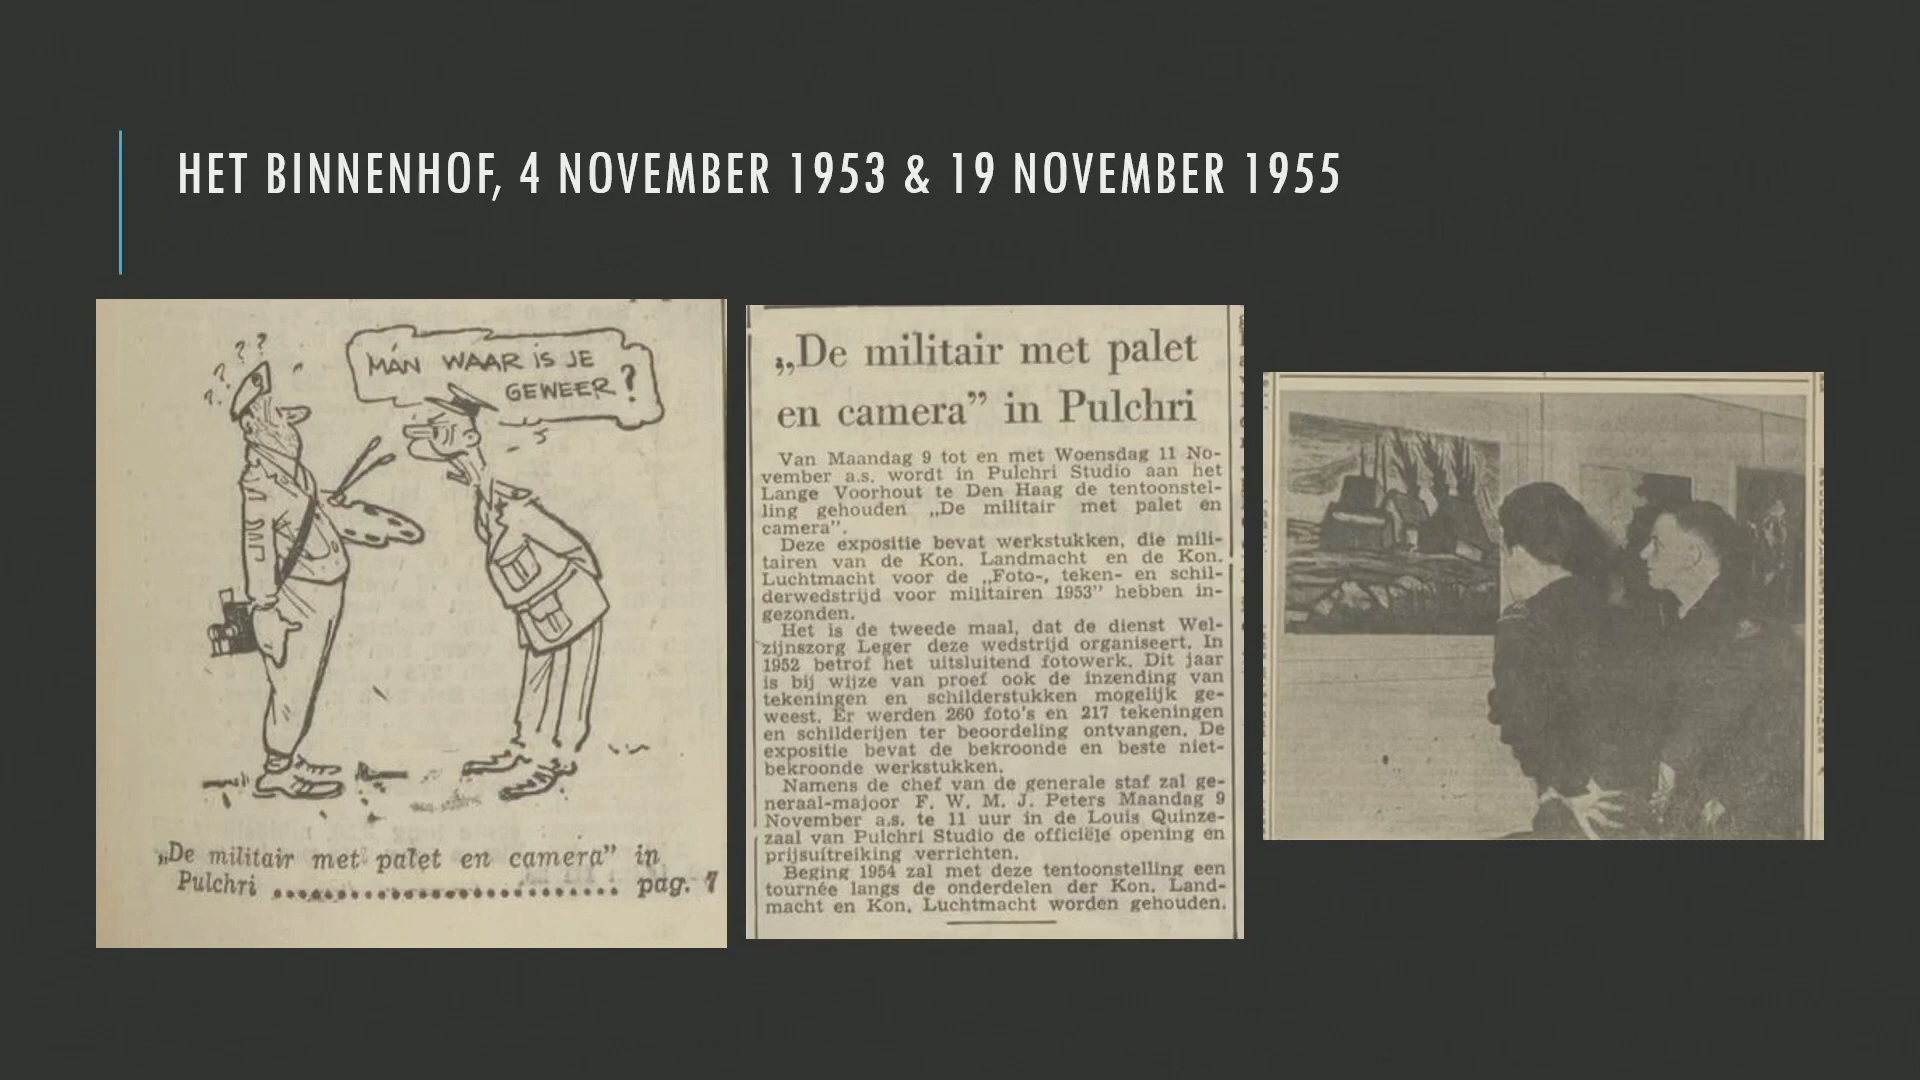 HET BINNENHOF, 4 NOVEMBER 1953 & 19 NOVEMBER 1955
MAN WAAR IS JE
GEWEER?
„De militair met palet en camera” in
Pulchri ................................ pag. 7
„De militair met palet
en camera” in Pulchri
Van Maandag 9 tot en met Woensdag 11 No-
vember a.s. wordt in Pulchri Studio aan het
Lange Voorhout te Den Haag de tentoonstel-
ling gehouden „De militair met palet en
camera”.
Deze expositie bevat werkstukken, die mili-
tairen van de Kon. Landmacht en de Kon.
Luchtmacht voor de „Foto-, teken- en schil-
derwedstrijd voor militairen 1953” hebben in-
gezonden.
Het is de tweede maal, dat de dienst Wel-
zijnszorg Leger deze wedstrijd organiseert. In
1952 betrof het uitsluitend fotowerk. Dit jaar
is bij wijze van proef ook de inzending van
tekeningen en schilderstukken mogelijk ge-
weest. Er werden 260 foto's en 217 tekeningen
en schilderijen ter beoordeling ontvangen. De
expositie bevat de bekroonde en beste niet-
bekroonde werkstukken.
Namens de chef van de generale staf zal ge-
neraal-majoor F. W. M. J. Peters Maandag 9
November a.s. te 11 uur in de Louis Quinze-
zaal van Pulchri Studio de officiële opening en
prijsuitreiking verrichten.
Beging 1954 zal met deze tentoonstelling een
tournée langs de onderdelen der Kon. Land-
macht en Kon. Luchtmacht worden gehouden.